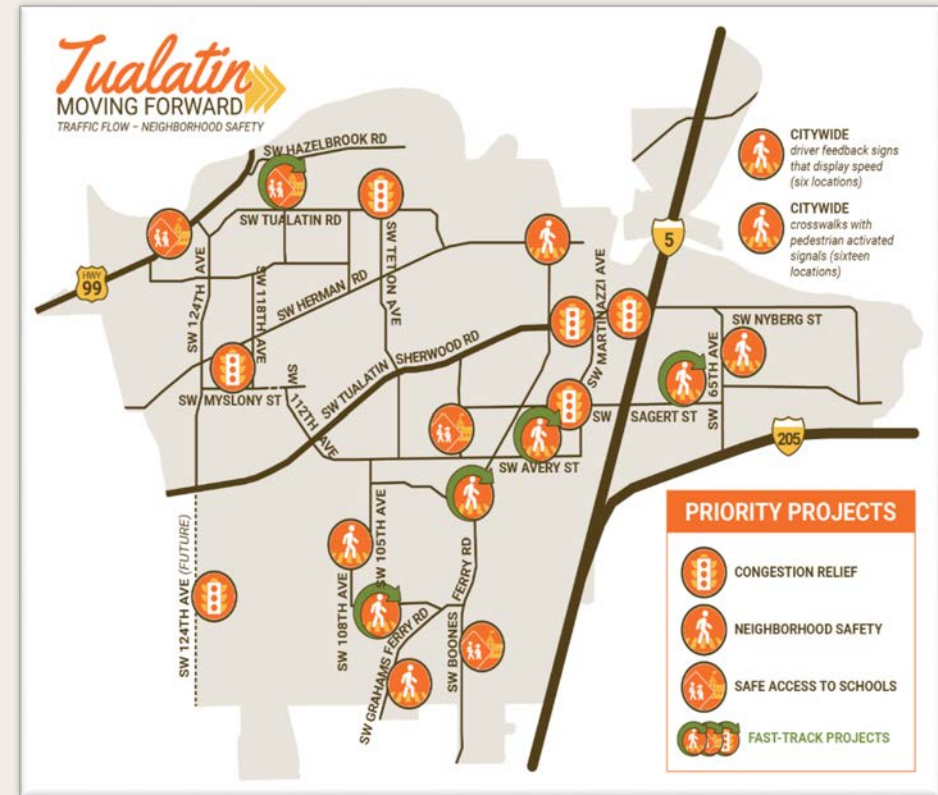 Tualatin
MOVING FORWARD
TRAFFIC FLOW – NEIGHBORHOOD SAFETY
SW HAZELBROOK RD
SW TUALATIN RD
HWY
99
SW 124TH AVE
SW 118TH AVE
SW HERMAN RD
SW TETON AVE
SW MARTINAZZI AVE
5
CITYWIDE
driver feedback signs
that display speed
(six locations)
CITYWIDE
crosswalks with
pedestrian activated
signals (sixteen
locations)
SW NYBERG ST
SW 65TH AVE
SW TUALATIN SHERWOOD RD
SW MYSLONY ST
SW 112TH AVE
SW SAGERT ST
205
SW AVERY ST
SW 124TH AVE (FUTURE)
SW 108TH AVE
SW 105TH AVE
SW GRAHAMS FERRY RD
SW BOONES FERRY RD
PRIORITY PROJECTS
CONGESTION RELIEF
NEIGHBORHOOD SAFETY
SAFE ACCESS TO SCHOOLS
FAST-TRACK PROJECTS